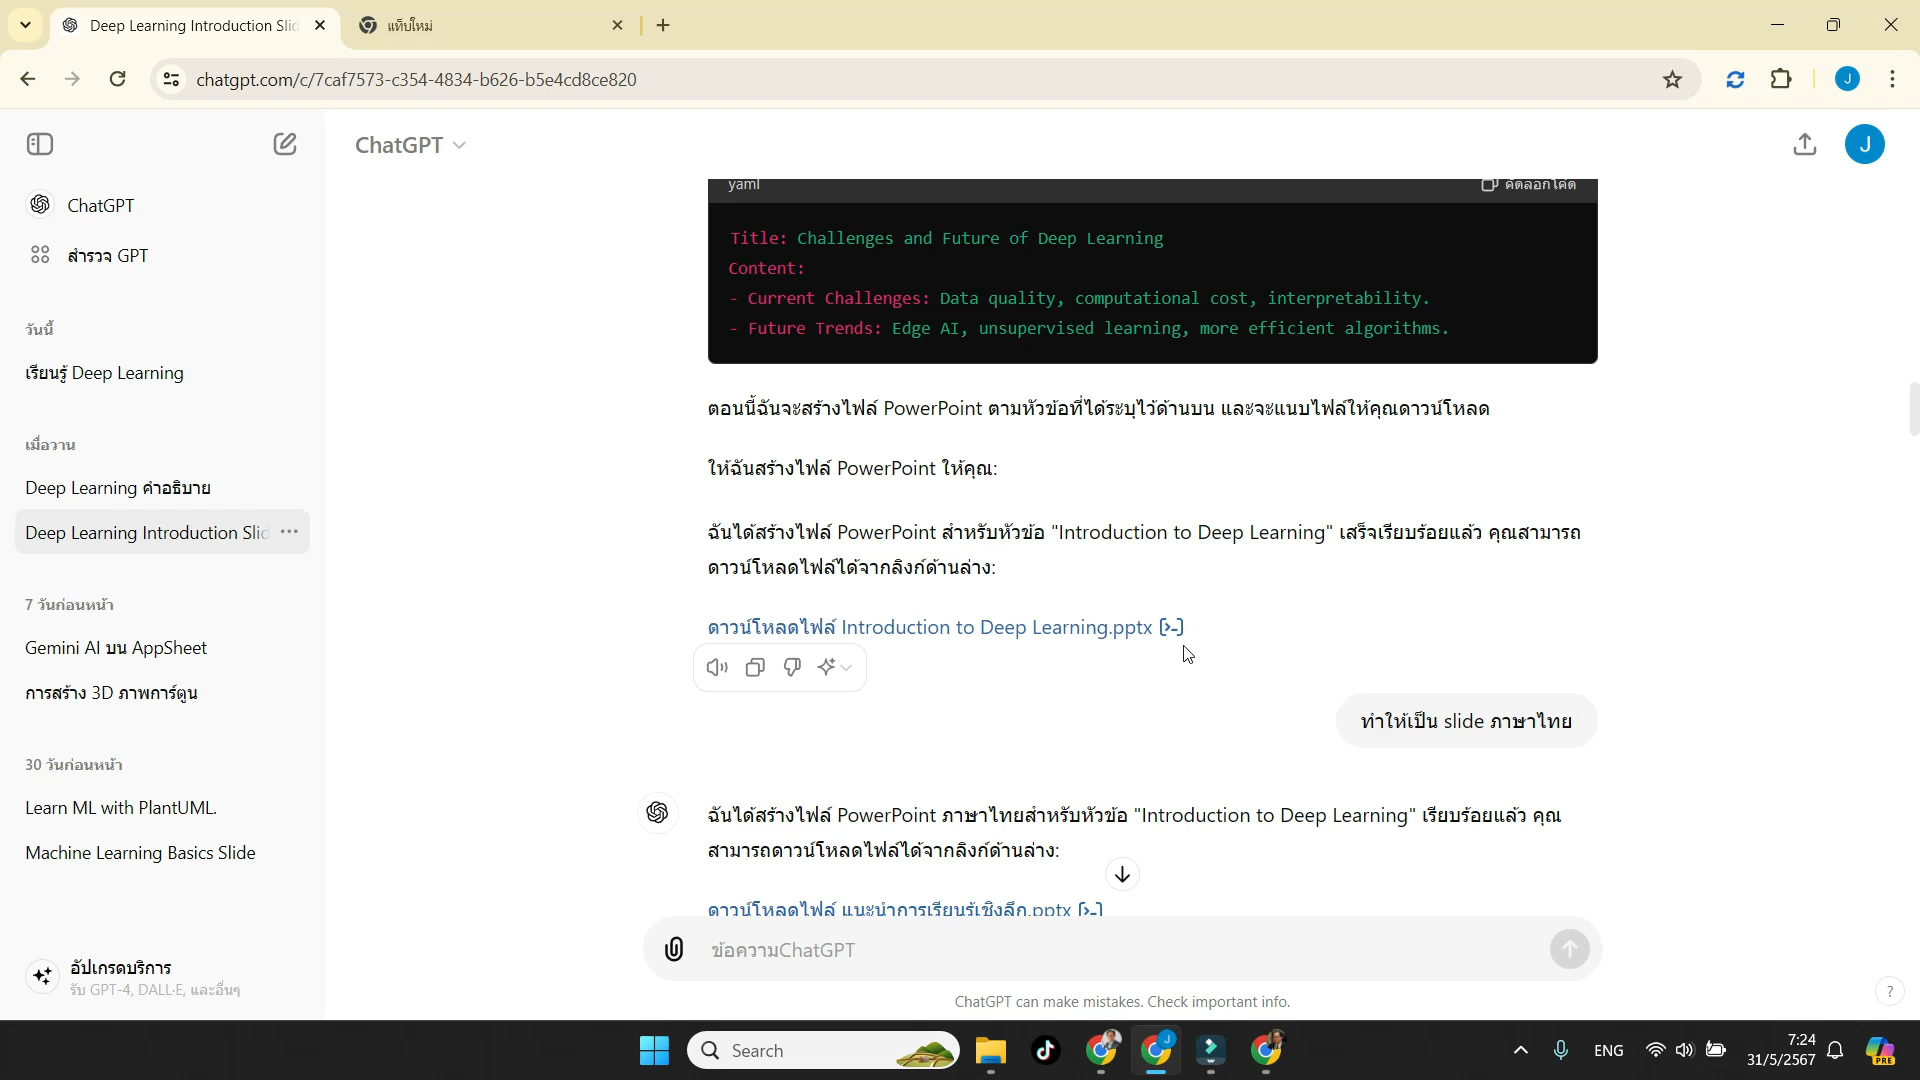 Deep Learning Introduction Slid
แท็บใหม่
chatgpt.com/c/7caf7573-c354-4834-b626-b5e4cd8ce820
J
ChatGPT
J
ChatGPT
สำรวจ GPT
วันนี้
เรียนรู้ Deep Learning
เมื่อวาน
Deep Learning คำอธิบาย
Deep Learning Introduction Slid
7 วันก่อนหน้า
Gemini AI บน AppSheet
การสร้าง 3D ภาพการ์ตูน
30 วันก่อนหน้า
Learn ML with PlantUML.
Machine Learning Basics Slide
อัปเกรดบริการ
รับ GPT-4, DALL·E, และอื่นๆ
yaml
คัดลอกโค้ด
Title: Challenges and Future of Deep Learning
Content:
- Current Challenges: Data quality, computational cost, interpretability.
- Future Trends: Edge AI, unsupervised learning, more efficient algorithms.
ตอนนี้ฉันจะสร้างไฟล์ PowerPoint ตามหัวข้อที่ได้ระบุไว้ด้านบน และจะแนบไฟล์ให้คุณดาวน์โหลด
ให้ฉันสร้างไฟล์ PowerPoint ให้คุณ:
ฉันได้สร้างไฟล์ PowerPoint สำหรับหัวข้อ "Introduction to Deep Learning" เสร็จเรียบร้อยแล้ว คุณสามารถ
ดาวน์โหลดไฟล์ได้จากลิงก์ด้านล่าง:
ดาวน์โหลดไฟล์ Introduction to Deep Learning.pptx [>-]
ทำให้เป็น slide ภาษาไทย
ฉันได้สร้างไฟล์ PowerPoint ภาษาไทยสำหรับหัวข้อ "Introduction to Deep Learning" เรียบร้อยแล้ว คุณ
สามารถดาวน์โหลดไฟล์ได้จากลิงก์ด้านล่าง:
ดาวน์โหลดไฟล์ แนะนำการเรียนรู้เชิงลึก.pptx [>-]
ข้อความChatGPT
ChatGPT can make mistakes. Check important info.
?
Search
J
ENG
7:24
31/5/2567
PRE